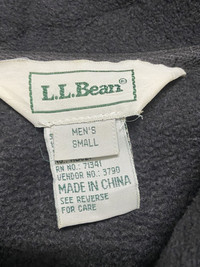 L.L.Bean®
MEN'S
SMALL
RN NO.: 71341
VENDOR NO.: 3790
MADE IN CHINA
SEE REVERSE
FOR CARE